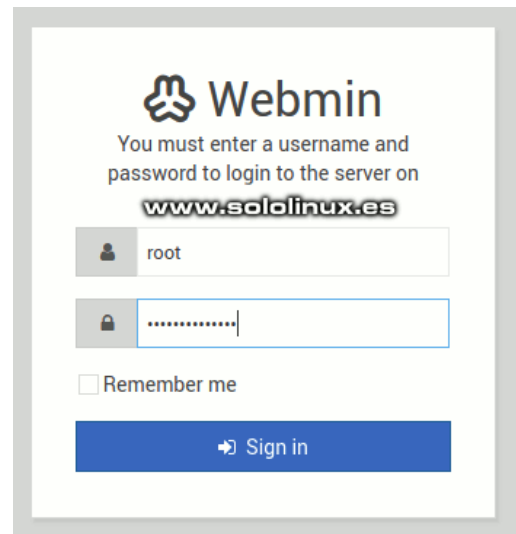 Webmin
You must enter a username and
password to login to the server on
www.sololinux.es
root
••••••••••••••
Remember me
Sign in